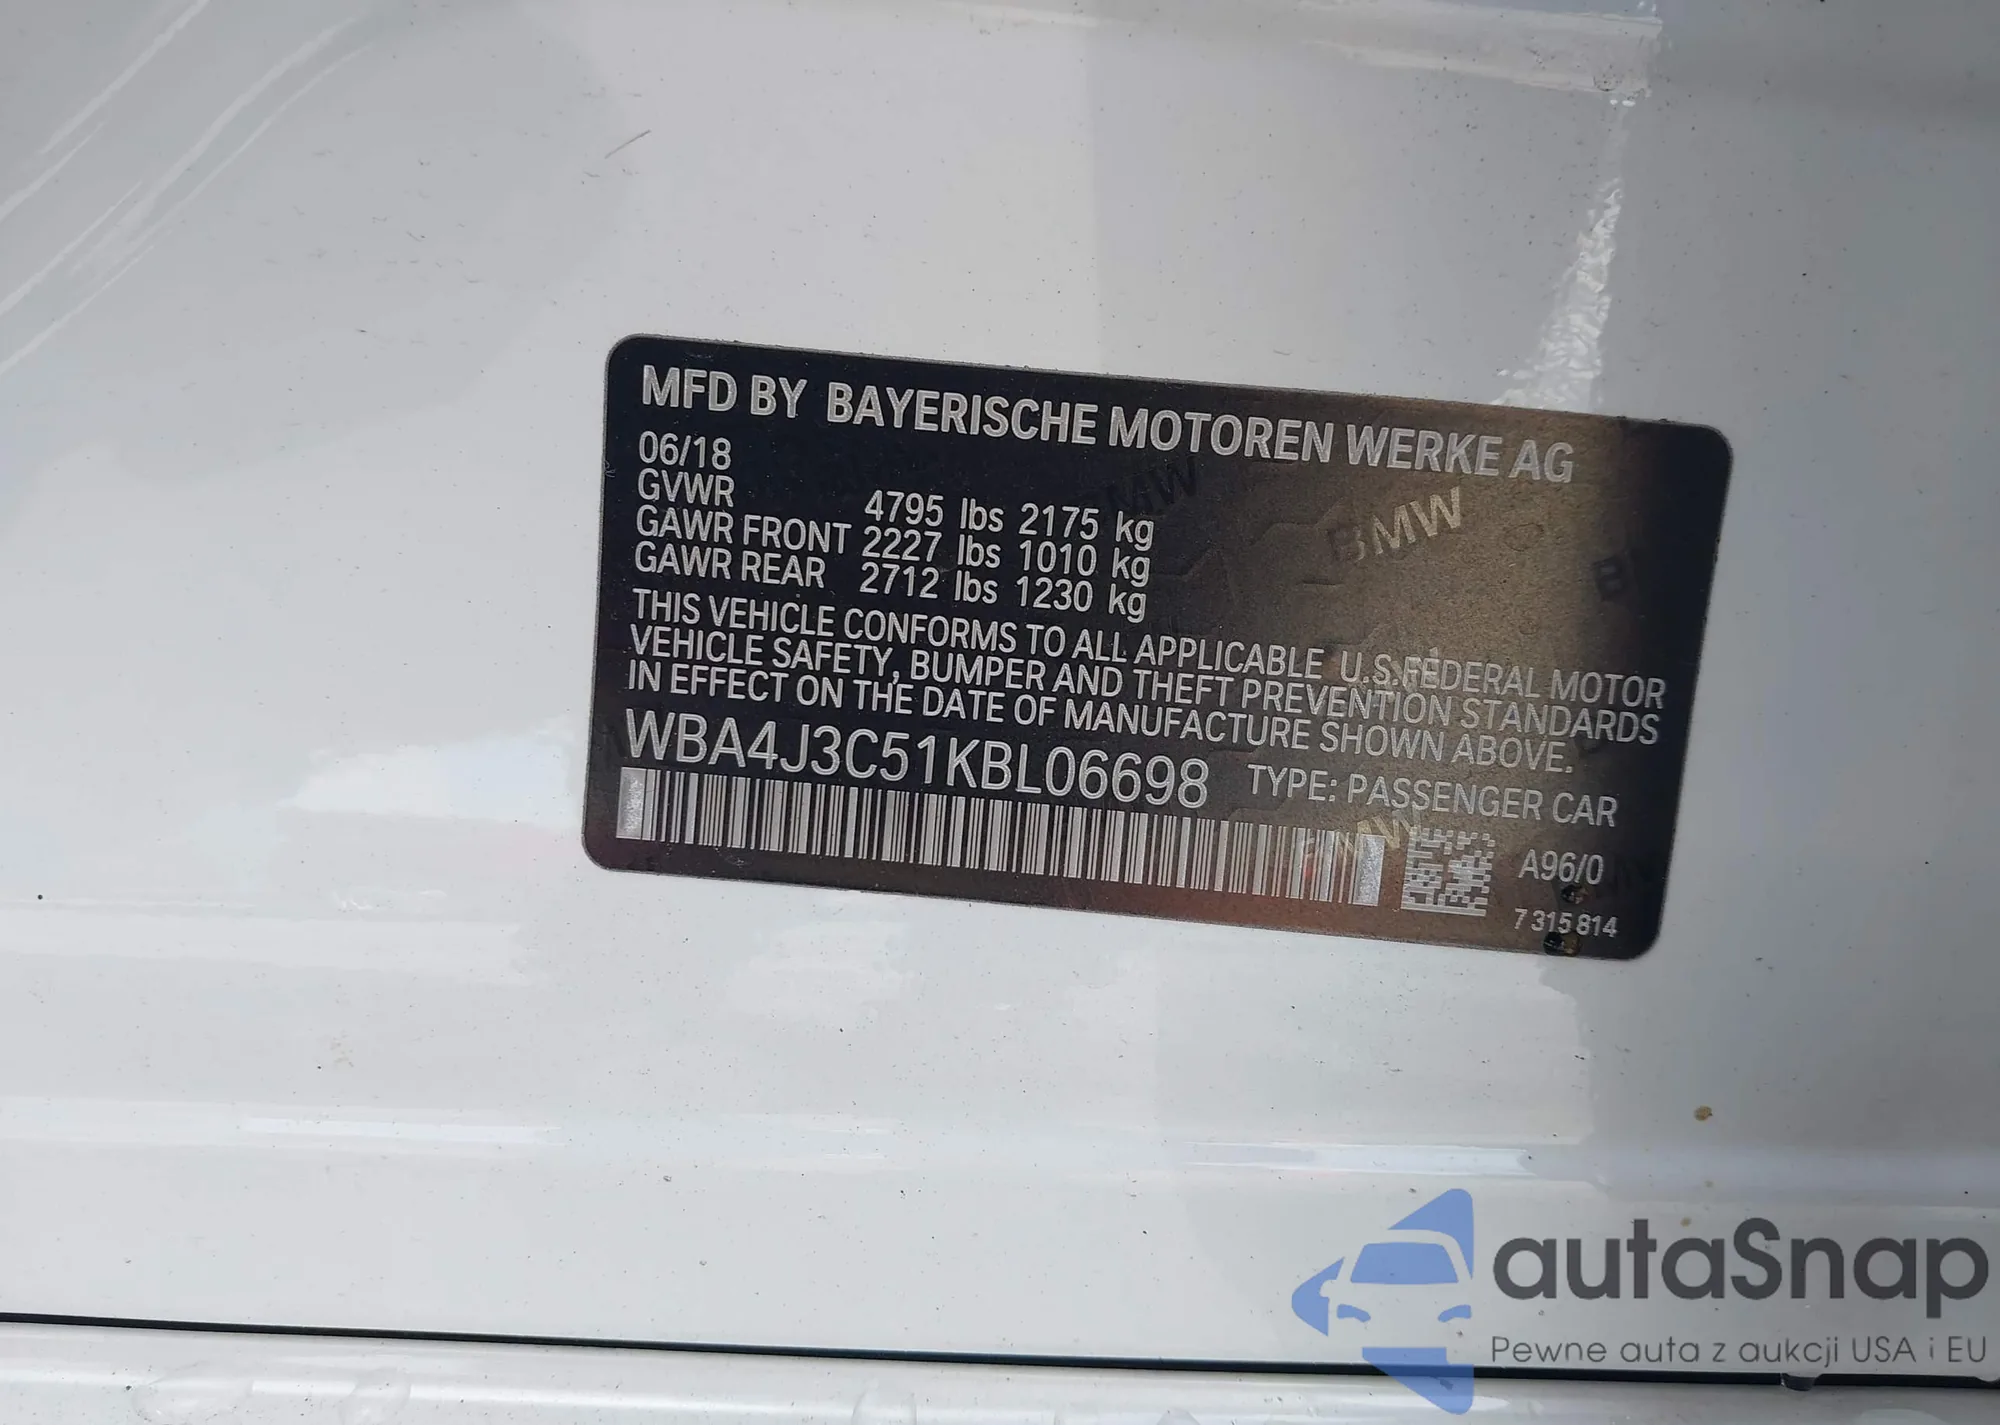 MFD BY BAYERISCHE MOTOREN WERKE AG
06/18
GVWR 4795 lbs 2175 kg
GAWR FRONT 2227 lbs 1010 kg
GAWR REAR 2712 lbs 1230 kg
THIS VEHICLE CONFORMS TO ALL APPLICABLE U.S.FEDERAL MOTOR
VEHICLE SAFETY, BUMPER AND THEFT PREVENTION STANDARDS
IN EFFECT ON THE DATE OF MANUFACTURE SHOWN ABOVE.
WBA4J3C51KBL06698 TYPE: PASSENGER CAR
A96/0
7 315 814
BMW
BMW
autaSnap
Pewne auta z aukcji USA i EU